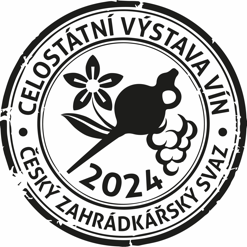 CELOSTÁTNÍ VÝSTAVA VÍN
2024
ČESKÝ ZAHRÁDKÁŘSKÝ SVAZ